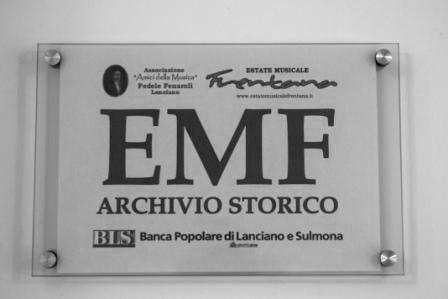 Associazione
"Amici della Musica"
Fedele Fenaroli
Lanciano
ESTATE MUSICALE
Frentana
www.estatemusicalefrentana.it
EMF
ARCHIVIO STORICO
BLS Banca Popolare di Lanciano e Sulmona